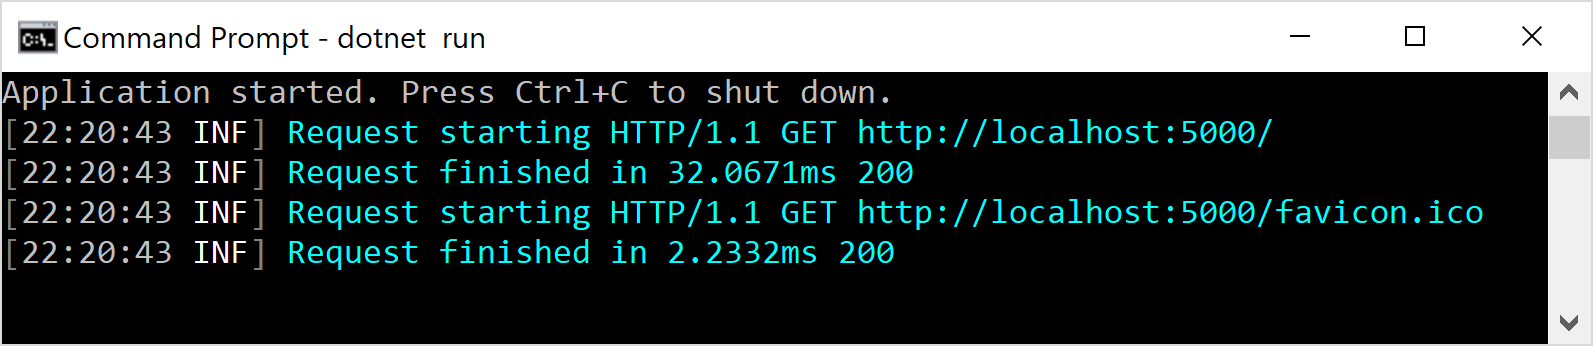 Command Prompt - dotnet  run
Application started. Press Ctrl+C to shut down.
[22:20:43 INF] Request starting HTTP/1.1 GET http://localhost:5000/
[22:20:43 INF] Request finished in 32.0671ms 200
[22:20:43 INF] Request starting HTTP/1.1 GET http://localhost:5000/favicon.ico
[22:20:43 INF] Request finished in 2.2332ms 200